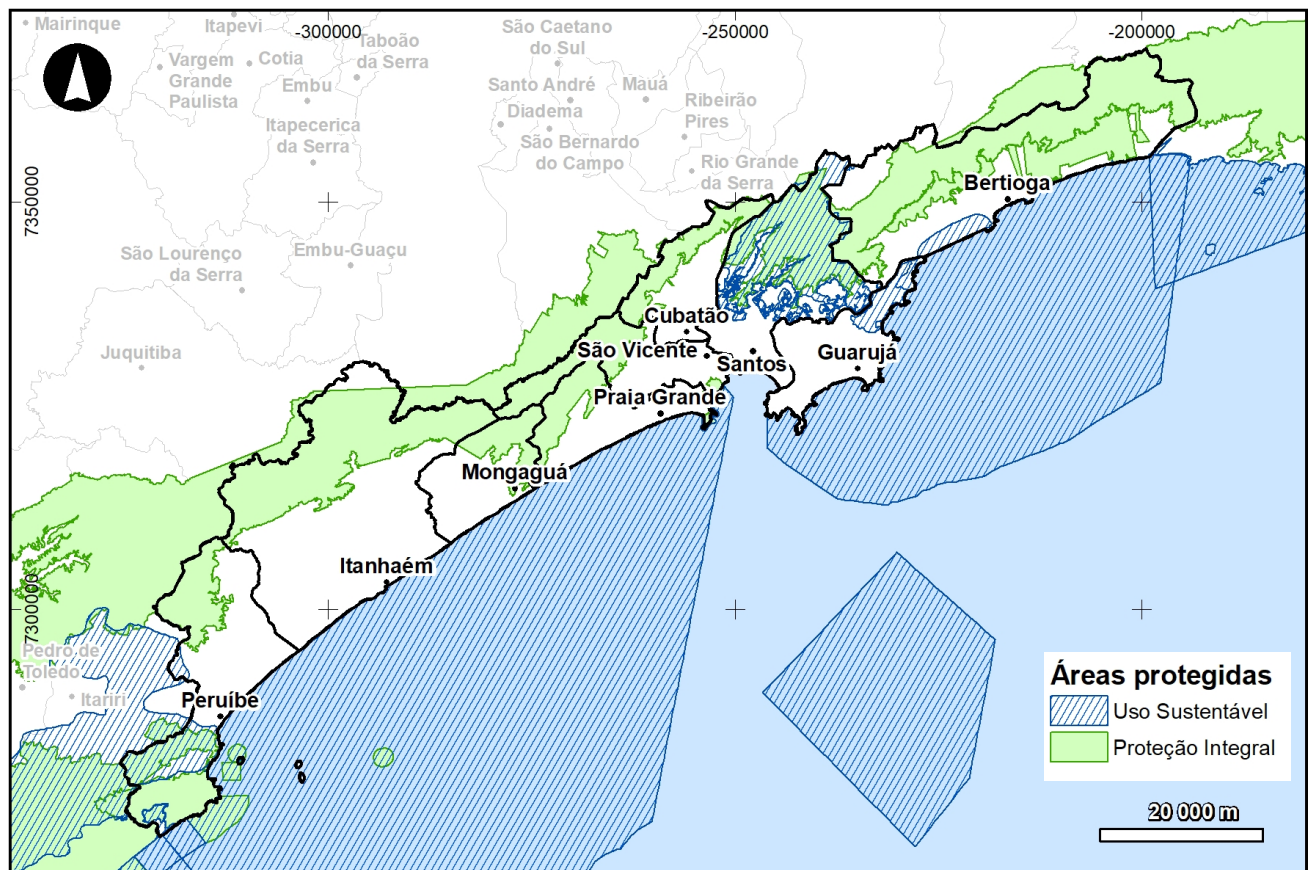 Mairinque
Itapevi
-300000
São Caetano
do Sul
-250000
-200000
Taboão
da Serra
Vargem
Grande
Paulista
Cotia
Embu
Santo André
Mauá
Diadema
Ribeirão
Pires
Itapecerica
da Serra
São Bernardo
do Campo
Rio Grande
da Serra
7350000
Bertioga
São Lourenço
da Serra
Embu-Guaçu
Cubatão
Juquitiba
São Vicente
Santos
Guarujá
Praia Grande
Mongaguá
Itanhaém
7300000
Pedro de
Toledo
Itariri
Peruíbe
Áreas protegidas
Uso Sustentável
Proteção Integral
20 000 m